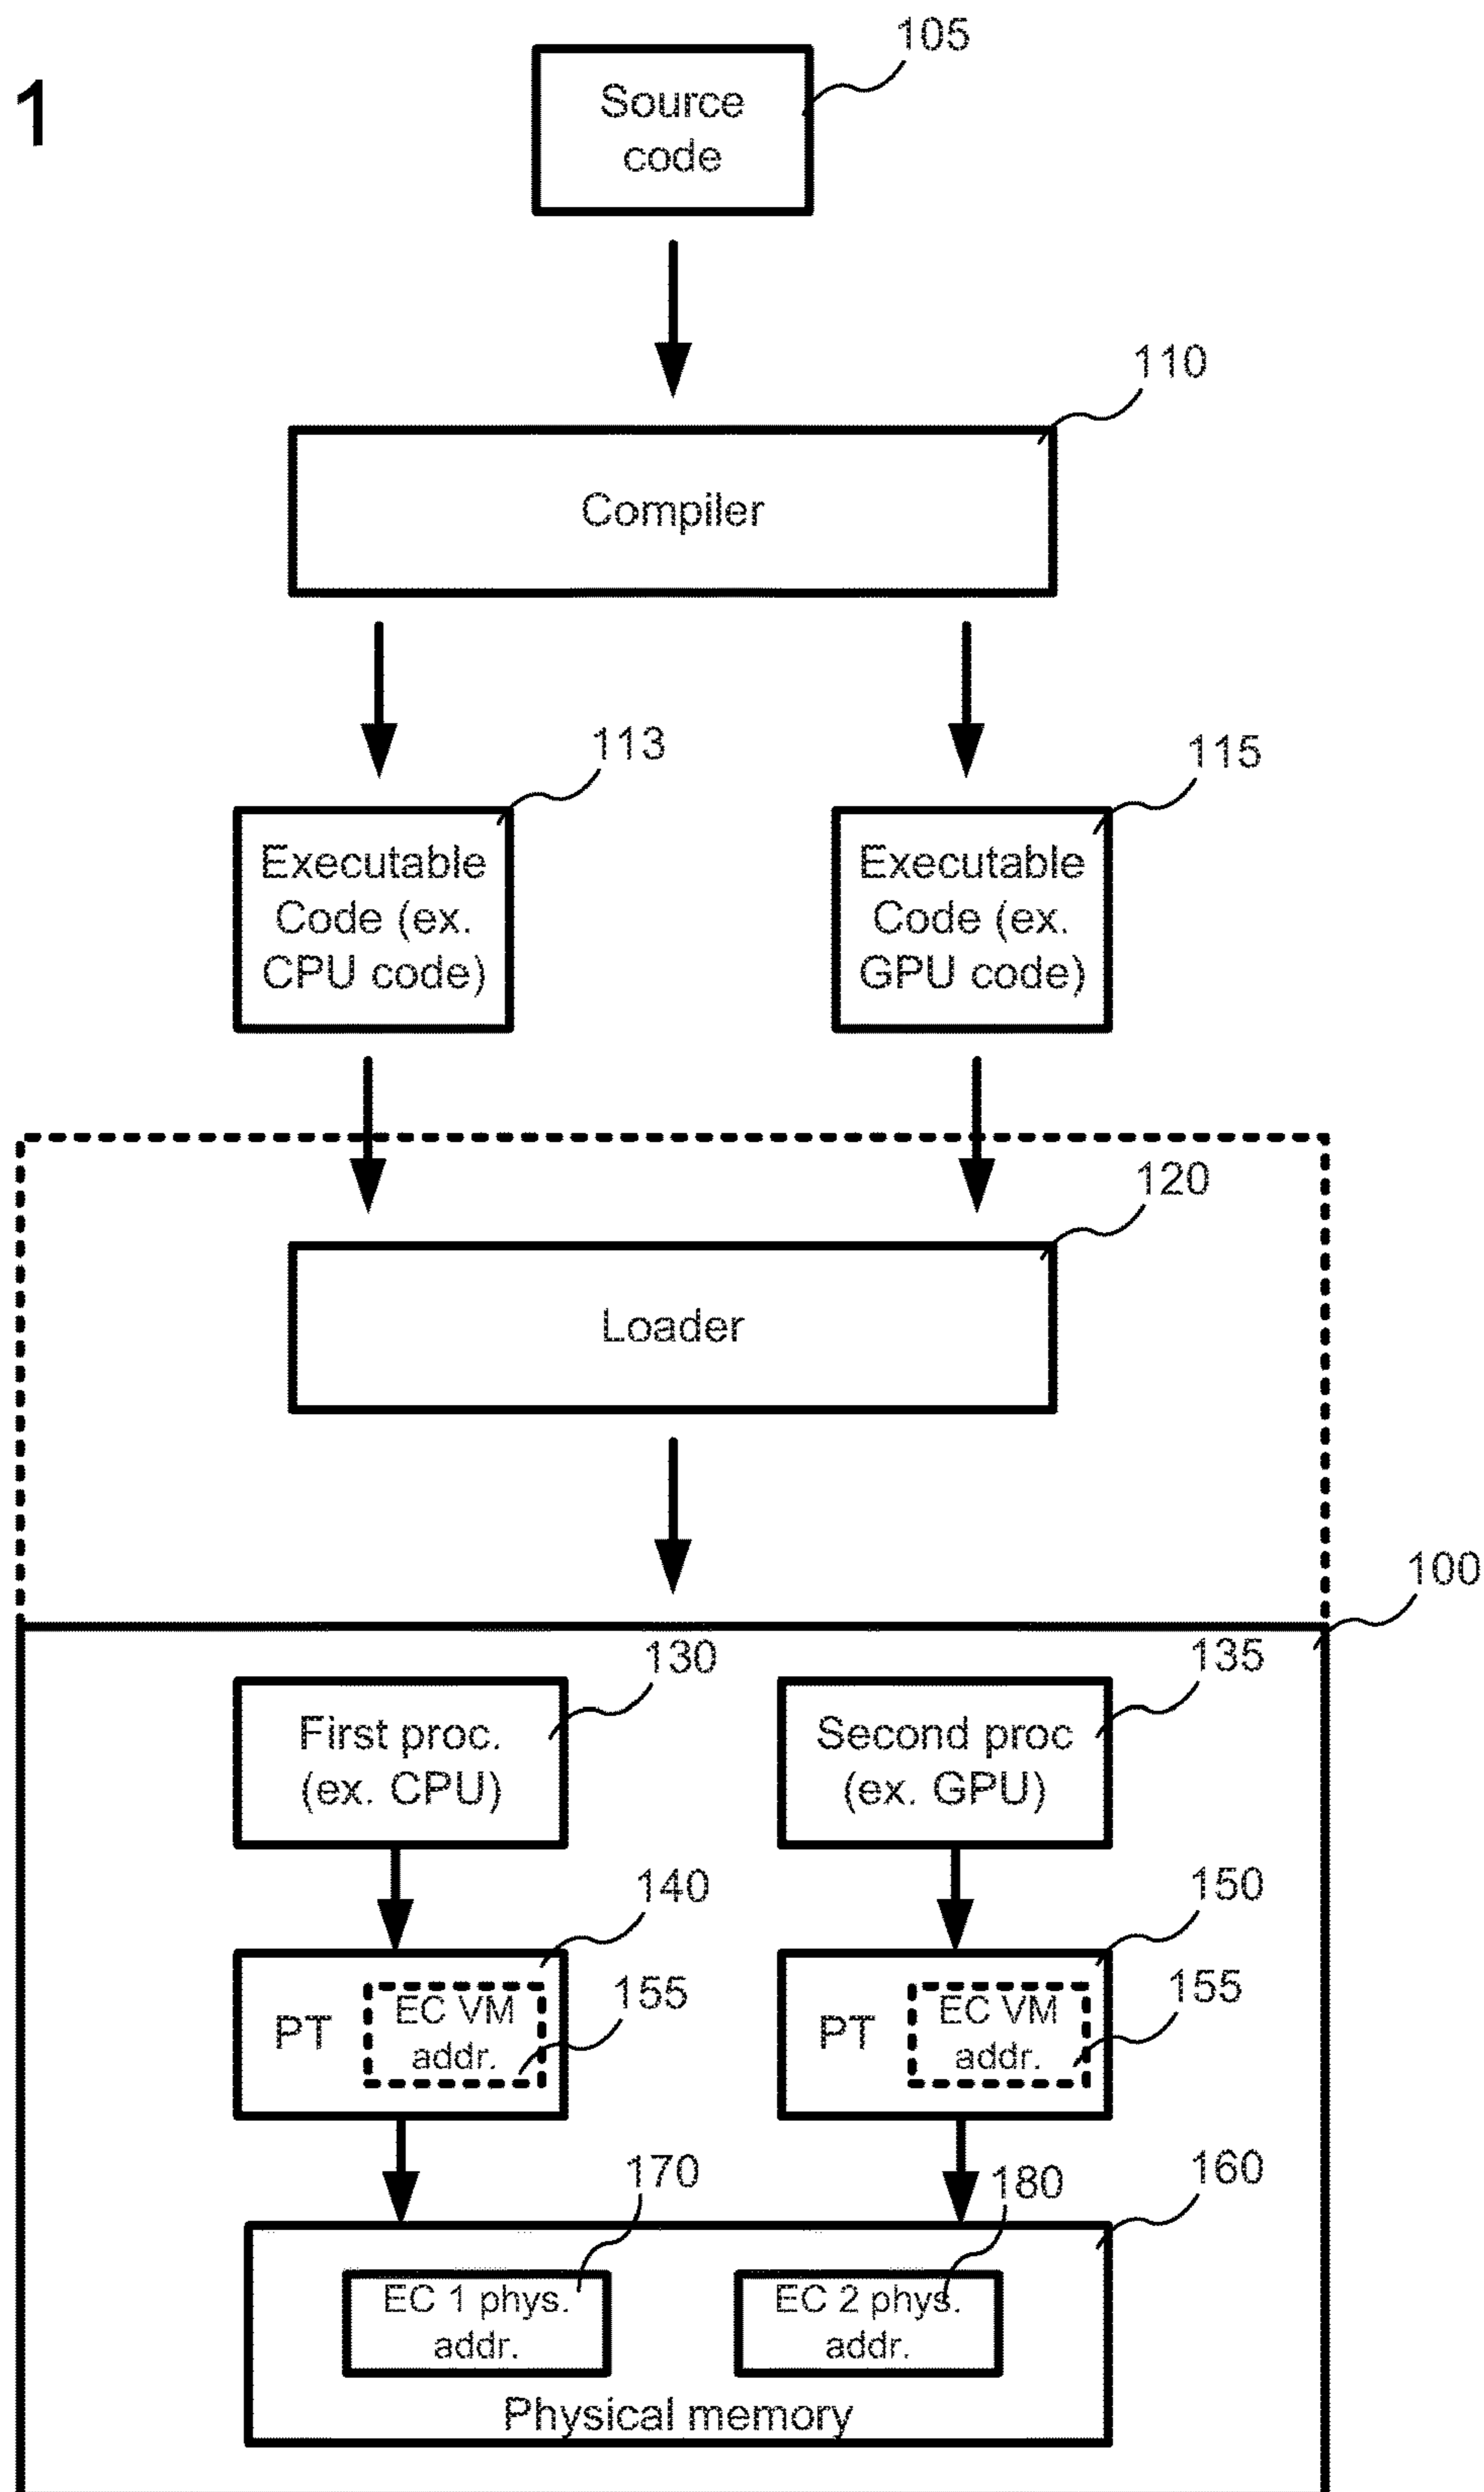 105
1
Source
code
110
Compiler
113
115
Executable
Code (ex.
CPU code)
Executable
Code (ex.
GPU code)
120
Loader
100
130
135
First proc.
(ex. CPU)
Second proc
(ex. GPU)
140
150
155
155
PT
EC VM
addr.
PT
EC VM
addr.
170
180
160
EC 1 phys.
addr.
EC 2 phys.
addr.
Physical memory